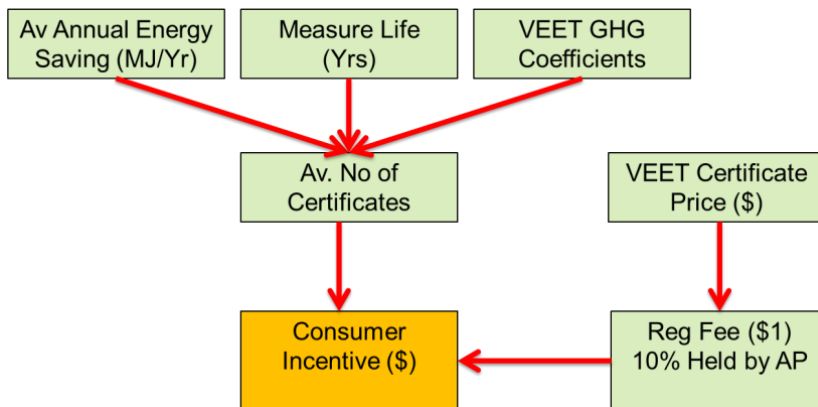 Av Annual Energy
Saving (MJ/Yr)
Measure Life
(Yrs)
VEET GHG
Coefficients
Av. No of
Certificates
VEET Certificate
Price ($)
Consumer
Incentive ($)
Reg Fee ($1)
10% Held by AP